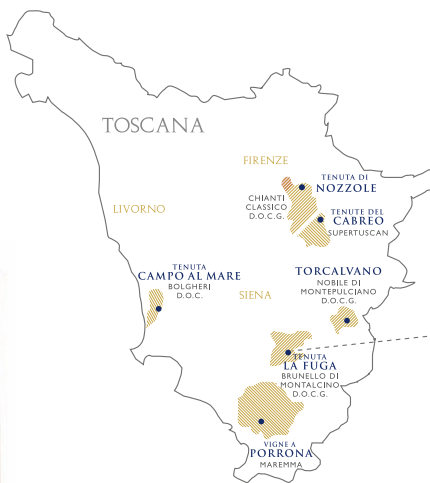 TOSCANA
FIRENZE
TENUTA DI
NOZZOLE
CHIANTI
CLASSICO
D.O.C.G.
TENUTE DEL
CABREO
SUPERTUSCAN
LIVORNO
TENUTA
CAMPO AL MARE
BOLGHERI
D.O.C.
SIENA
TORCALVANO
NOBILE DI
MONTEPULCIANO
D.O.C.G.
TENUTA
LA FUGA
BRUNELLO DI
MONTALCINO
D.O.C.G.
VIGNE A
PORRONA
MAREMMA